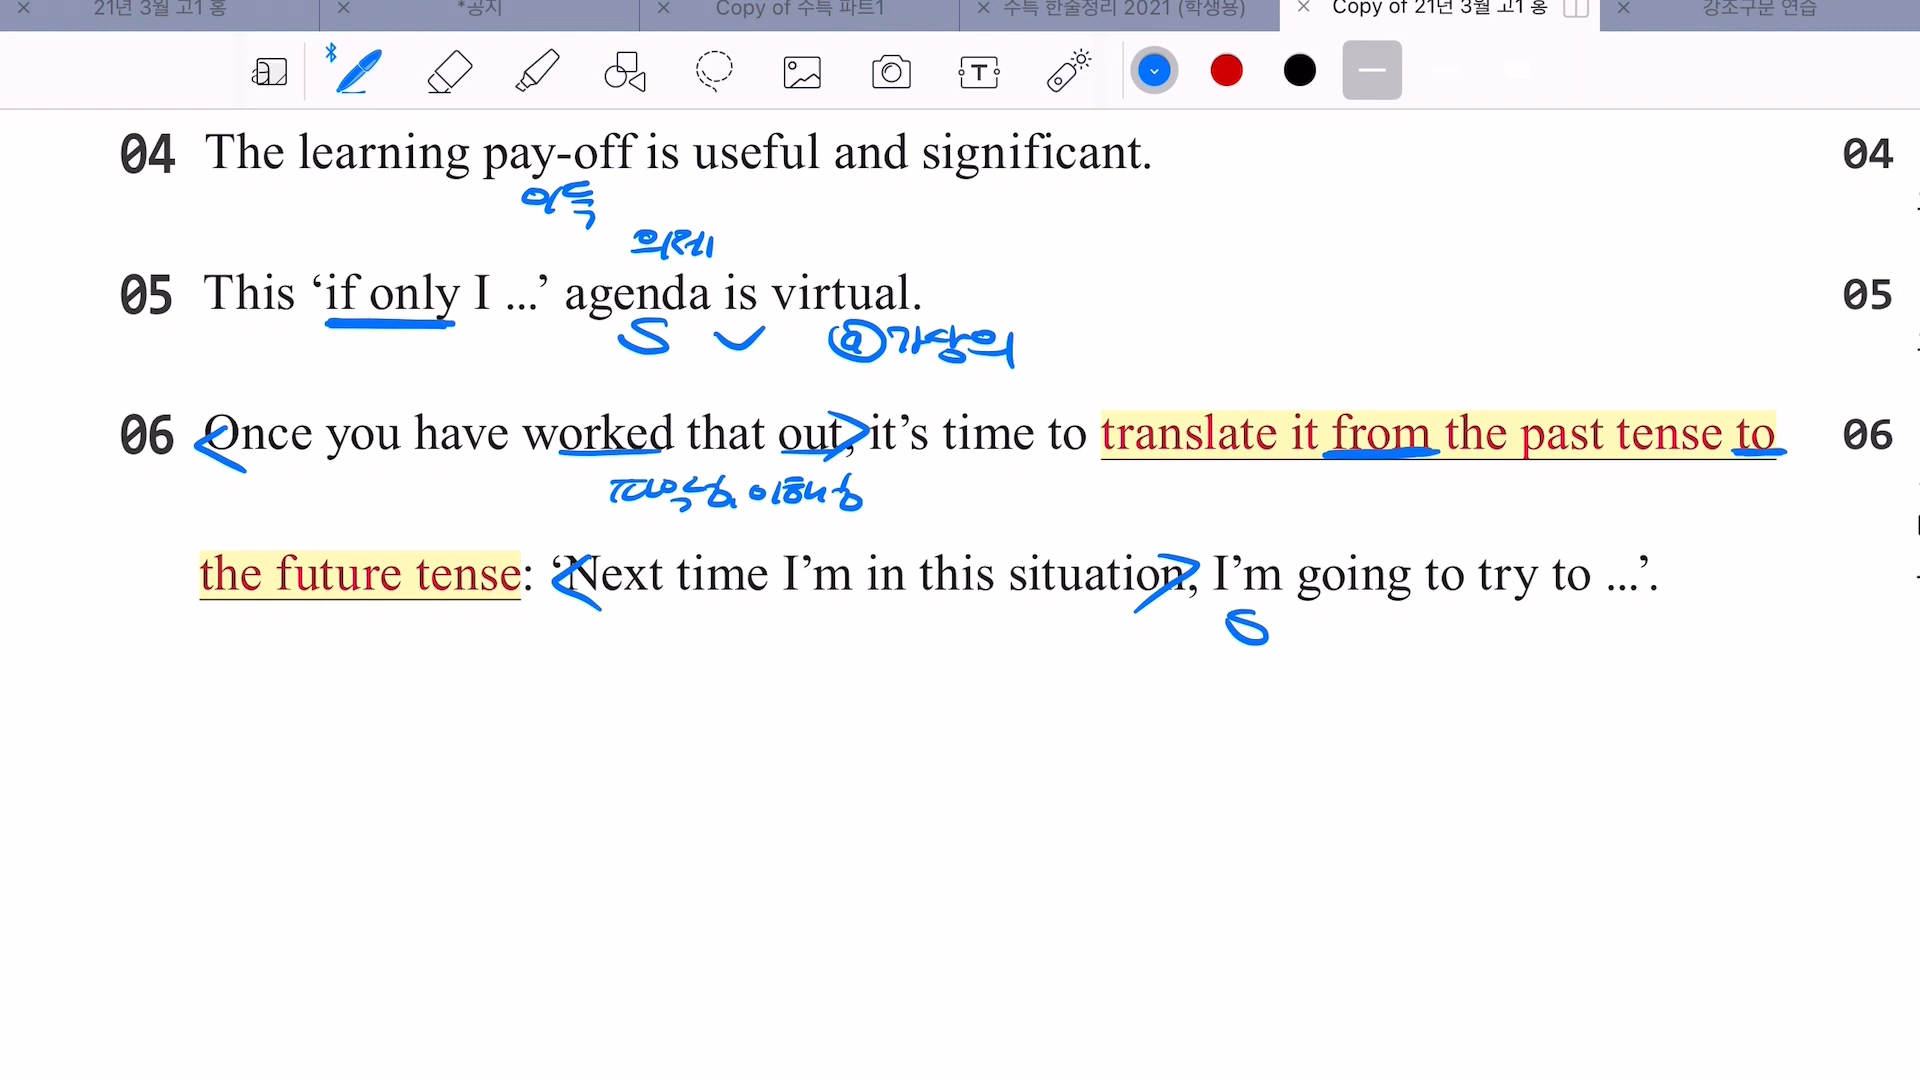 21년 3월 고1 홍
*공지
Copy of 수특 파트1
수특 한술정리 2021 (학생용)
Copy of 21년 3월 고1 홍
강조구문 연습
04 The learning pay-off is useful and significant. 04
이득
의제
05 This ‘if only I ...’ agenda is virtual. 05
S V ⓐ가상의
06 Once you have worked that out, it’s time to translate it from the past tense to 06
파악하, 이해하
the future tense: ‘Next time I’m in this situation, I’m going to try to ...’.
S